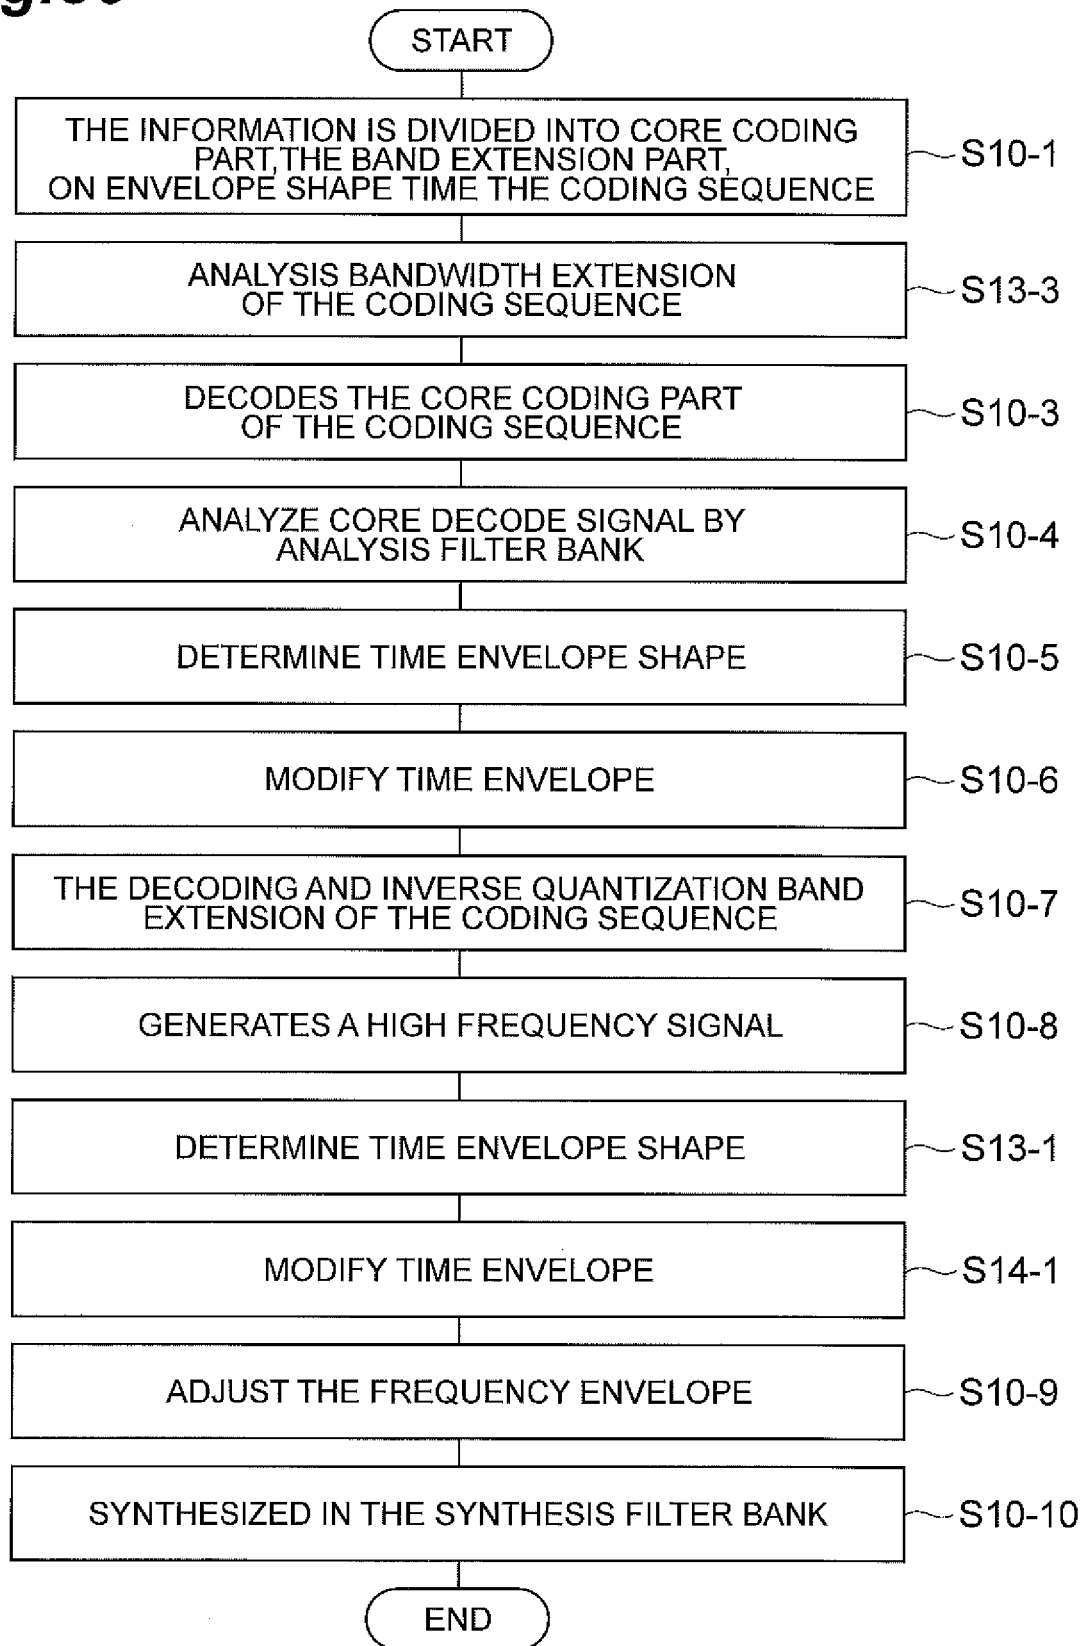 START
THE INFORMATION IS DIVIDED INTO CORE CODING
PART,THE BAND EXTENSION PART,
ON ENVELOPE SHAPE TIME THE CODING SEQUENCE
S10-1
ANALYSIS BANDWIDTH EXTENSION
OF THE CODING SEQUENCE
S13-3
DECODES THE CORE CODING PART
OF THE CODING SEQUENCE
S10-3
ANALYZE CORE DECODE SIGNAL BY
ANALYSIS FILTER BANK
S10-4
DETERMINE TIME ENVELOPE SHAPE
S10-5
MODIFY TIME ENVELOPE
S10-6
THE DECODING AND INVERSE QUANTIZATION BAND
EXTENSION OF THE CODING SEQUENCE
S10-7
GENERATES A HIGH FREQUENCY SIGNAL
S10-8
DETERMINE TIME ENVELOPE SHAPE
S13-1
MODIFY TIME ENVELOPE
S14-1
ADJUST THE FREQUENCY ENVELOPE
S10-9
SYNTHESIZED IN THE SYNTHESIS FILTER BANK
S10-10
END